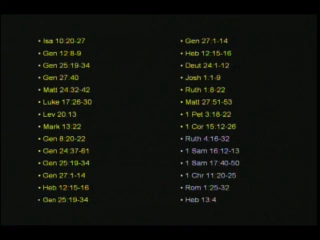 • Isa 10:20-27
• Gen 12:8-9
• Gen 25:19-34
• Gen 27:40
• Matt 24:32-42
• Luke 17:26-30
• Lev 20:13
• Mark 13:22
• Gen 8:20-22
• Gen 24:37-61
• Gen 25:19-34
• Gen 27:1-14
• Heb 12:15-16
• Gen 25:19-34
• Gen 27:1-14
• Heb 12:15-16
• Deut 24:1-12
• Josh 1:1-9
• Ruth 1:8-22
• Matt 27:51-53
• 1 Pet 3:18-22
• 1 Cor 15:12-26
• Ruth 4:16-32
• 1 Sam 16:12-13
• 1 Sam 17:40-50
• 1 Chr 11:20-25
• Rom 1:25-32
• Heb 13:4